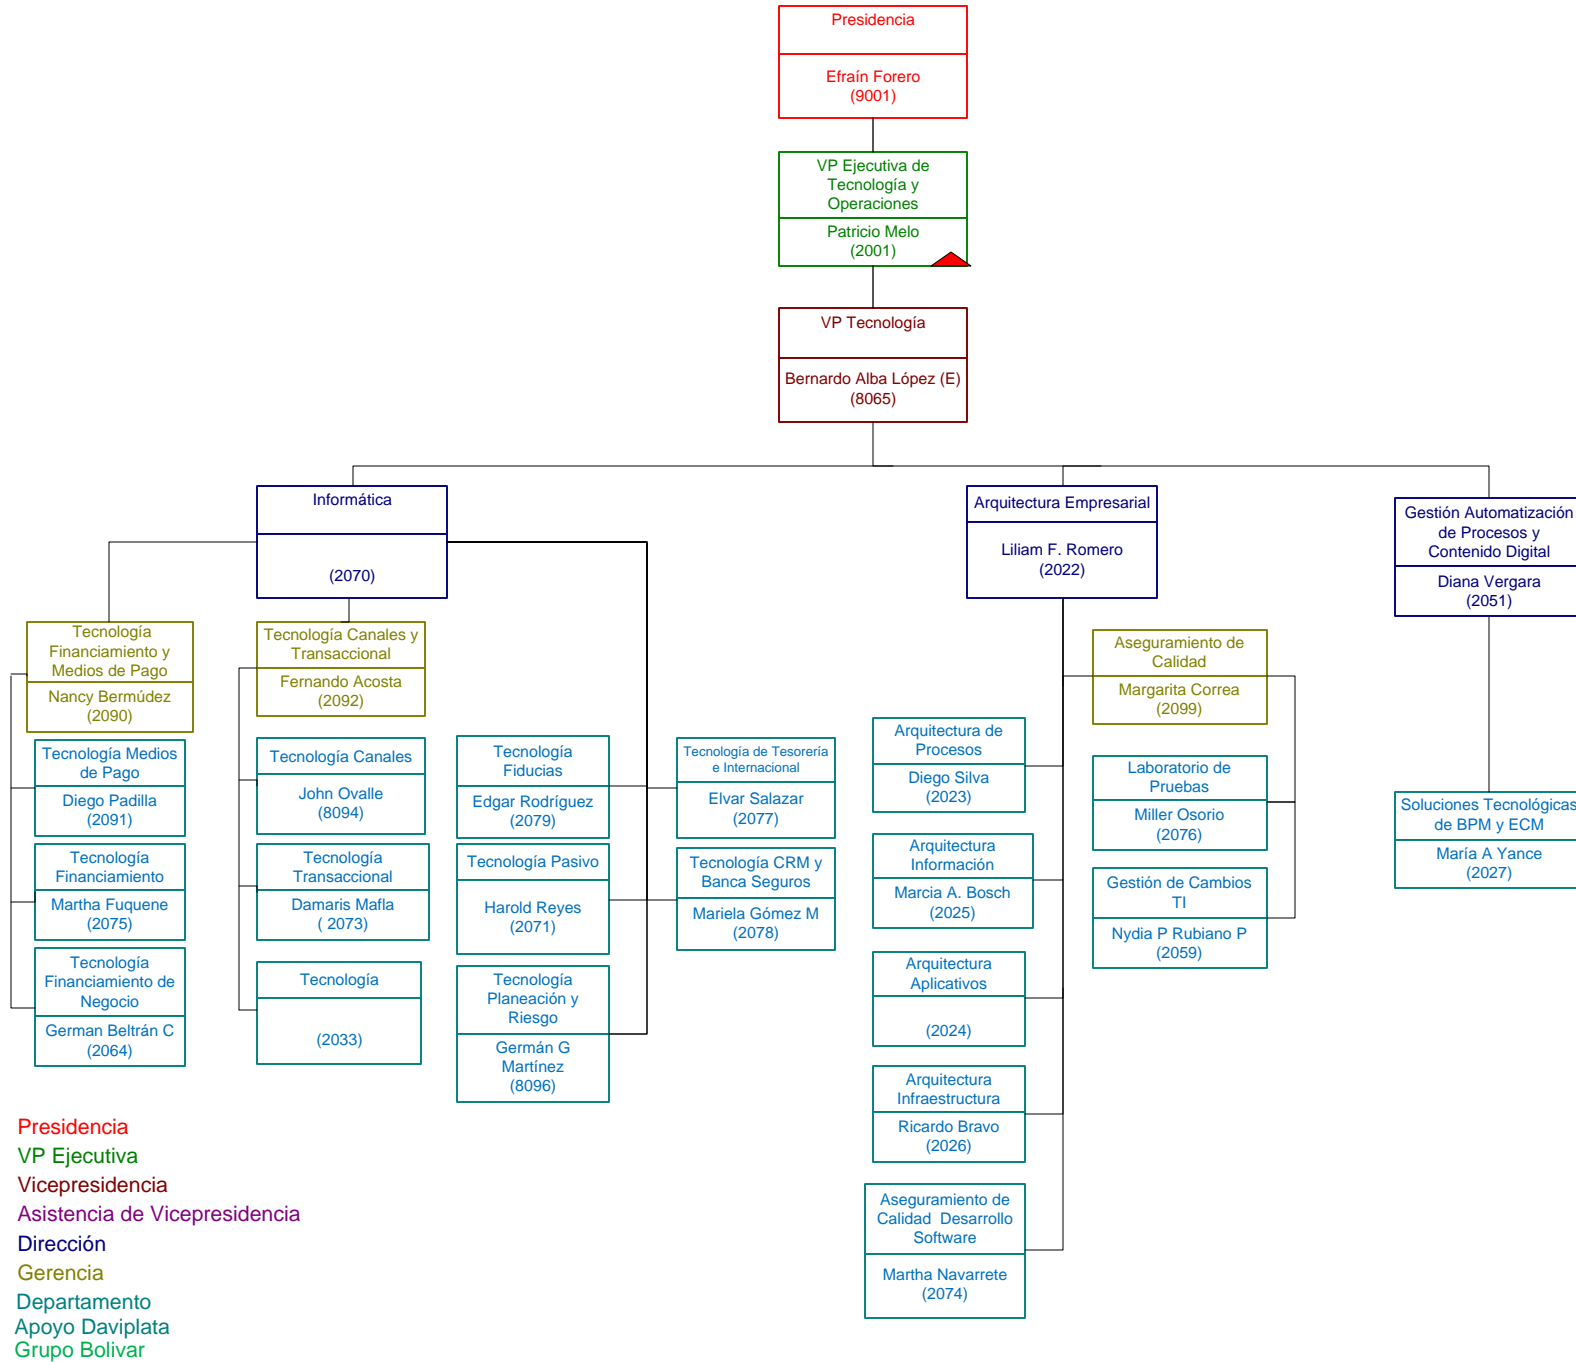 Presidencia
Efraín Forero
(9001)
VP Ejecutiva de
Tecnología y
Operaciones
Patricio Melo
(2001)
VP Tecnología
Bernardo Alba López (E)
(8065)
Informática
(2070)
Arquitectura Empresarial
Liliam F. Romero
(2022)
Gestión Automatización
de Procesos y
Contenido Digital
Diana Vergara
(2051)
Tecnología
Financiamiento y
Medios de Pago
Nancy Bermúdez
(2090)
Tecnología Medios
de Pago
Diego Padilla
(2091)
Tecnología
Financiamiento
Martha Fuquene
(2075)
Tecnología
Financiamiento de
Negocio
German Beltrán C
(2064)
Tecnología Canales y
Transaccional
Fernando Acosta
(2092)
Tecnología Canales
John Ovalle
(8094)
Tecnología
Transaccional
Damaris Mafla
( 2073)
Tecnología
(2033)
Tecnología
Fiducias
Edgar Rodríguez
(2079)
Tecnología Pasivo
Harold Reyes
(2071)
Tecnología
Planeación y
Riesgo
Germán G
Martínez
(8096)
Tecnología de Tesorería
e Internacional
Elvar Salazar
(2077)
Tecnología CRM y
Banca Seguros
Mariela Gómez M
(2078)
Arquitectura de
Procesos
Diego Silva
(2023)
Arquitectura
Información
Marcia A. Bosch
(2025)
Arquitectura
Aplicativos
(2024)
Arquitectura
Infraestructura
Ricardo Bravo
(2026)
Aseguramiento de
Calidad Desarrollo
Software
Martha Navarrete
(2074)
Aseguramiento de
Calidad
Margarita Correa
(2099)
Laboratorio de
Pruebas
Miller Osorio
(2076)
Gestión de Cambios
TI
Nydia P Rubiano P
(2059)
Soluciones Tecnológicas
de BPM y ECM
María A Yance
(2027)
Presidencia
VP Ejecutiva
Vicepresidencia
Asistencia de Vicepresidencia
Dirección
Gerencia
Departamento
Apoyo Daviplata
Grupo Bolivar